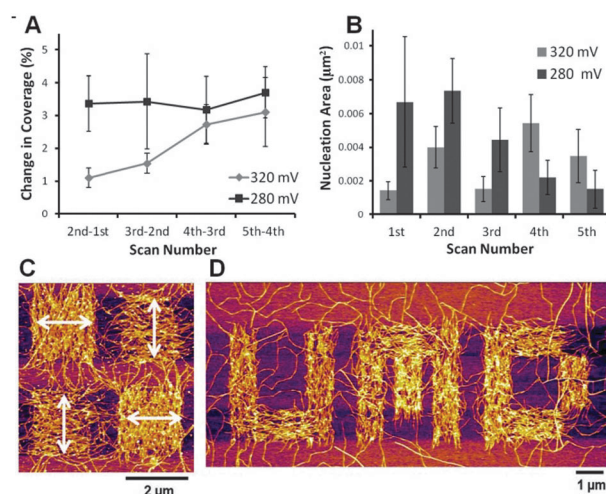 A
Change in Coverage (%)
5
4
3
2
1
0
320 mV
280 mV
2nd-1st 3rd-2nd 4th-3rd 5th-4th
Scan Number
B
Nucleation Area (μm²)
0.01
0.008
0.006
0.004
0.002
0
320 mV
280 mV
1st 2nd 3rd 4th 5th
Scan Number
C
2 μm
D
1 μm